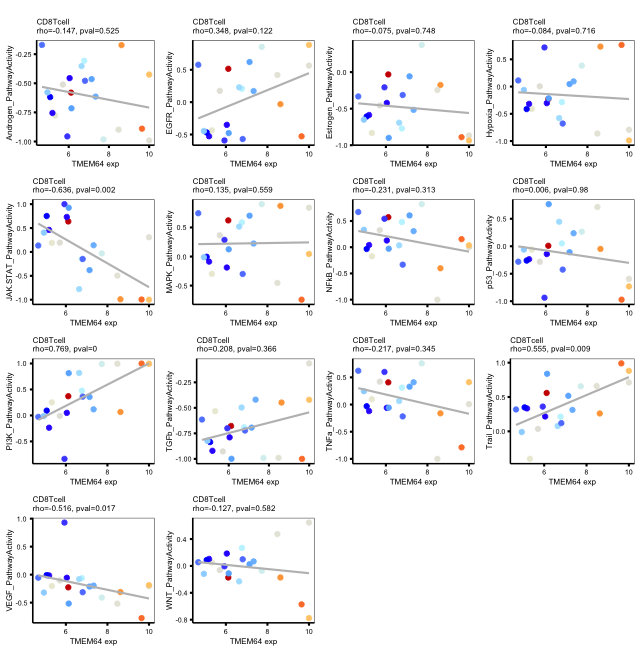 CD8Tcell
rho=-0.147, pval=0.525
Androgen_PathwayActivity
-0.25
-0.50
-0.75
-1.00
6
8
10
TMEM64 exp
CD8Tcell
rho=0.348, pval=0.122
EGFR_PathwayActivity
0.5
0.0
-0.5
6
8
10
TMEM64 exp
CD8Tcell
rho=-0.075, pval=0.748
Estrogen_PathwayActivity
0.0
-0.5
-1.0
6
8
10
TMEM64 exp
CD8Tcell
rho=-0.084, pval=0.716
Hypoxia_PathwayActivity
0.5
0.0
-0.5
-1.0
6
8
10
TMEM64 exp
CD8Tcell
rho=-0.636, pval=0.002
JAK.STAT_PathwayActivity
1.0
0.5
0.0
-0.5
-1.0
6
8
10
TMEM64 exp
CD8Tcell
rho=0.135, pval=0.559
MAPK_PathwayActivity
0.5
0.0
-0.5
6
8
10
TMEM64 exp
CD8Tcell
rho=-0.231, pval=0.313
NFkB_PathwayActivity
0.5
0.0
-0.5
-1.0
6
8
10
TMEM64 exp
CD8Tcell
rho=0.006, pval=0.98
p53_PathwayActivity
0.5
0.0
-0.5
-1.0
6
8
10
TMEM64 exp
CD8Tcell
rho=0.769, pval=0
PI3K_PathwayActivity
1.0
0.5
0.0
-0.5
6
8
10
TMEM64 exp
CD8Tcell
rho=0.208, pval=0.366
TGFb_PathwayActivity
-0.25
-0.50
-0.75
-1.00
6
8
10
TMEM64 exp
CD8Tcell
rho=-0.217, pval=0.345
TNFa_PathwayActivity
0.5
0.0
-0.5
-1.0
6
8
10
TMEM64 exp
CD8Tcell
rho=0.555, pval=0.009
Trail_PathwayActivity
1.0
0.5
0.0
6
8
10
TMEM64 exp
CD8Tcell
rho=-0.516, pval=0.017
VEGF_PathwayActivity
1.0
0.5
0.0
-0.5
6
8
10
TMEM64 exp
CD8Tcell
rho=-0.127, pval=0.582
WNT_PathwayActivity
0.4
0.0
-0.4
-0.8
6
8
10
TMEM64 exp